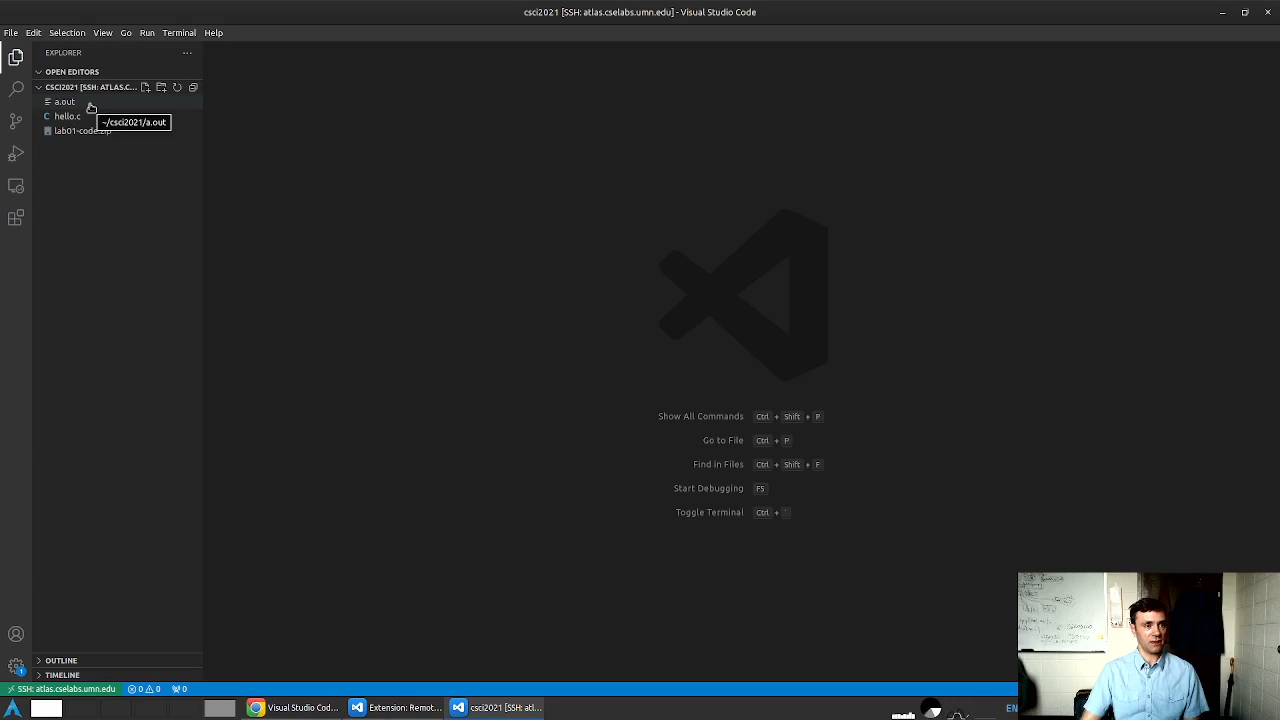 csci2021 [SSH: atlas.cselabs.umn.edu] - Visual Studio Code
File Edit Selection View Go Run Terminal Help
EXPLORER
OPEN EDITORS
CSCI2021 [SSH: ATLAS.C...
a.out
C hello.c
~/csci2021/a.out
lab01-code.zip
Show All Commands Ctrl + Shift + P
Go to File Ctrl + P
Find in Files Ctrl + Shift + F
Start Debugging F5
Toggle Terminal Ctrl + `
OUTLINE
TIMELINE
1
SSH: atlas.cselabs.umn.edu 0 0 0
Visual Studio Cod... Extension: Remot... csci2021 [SSH: atl... EN